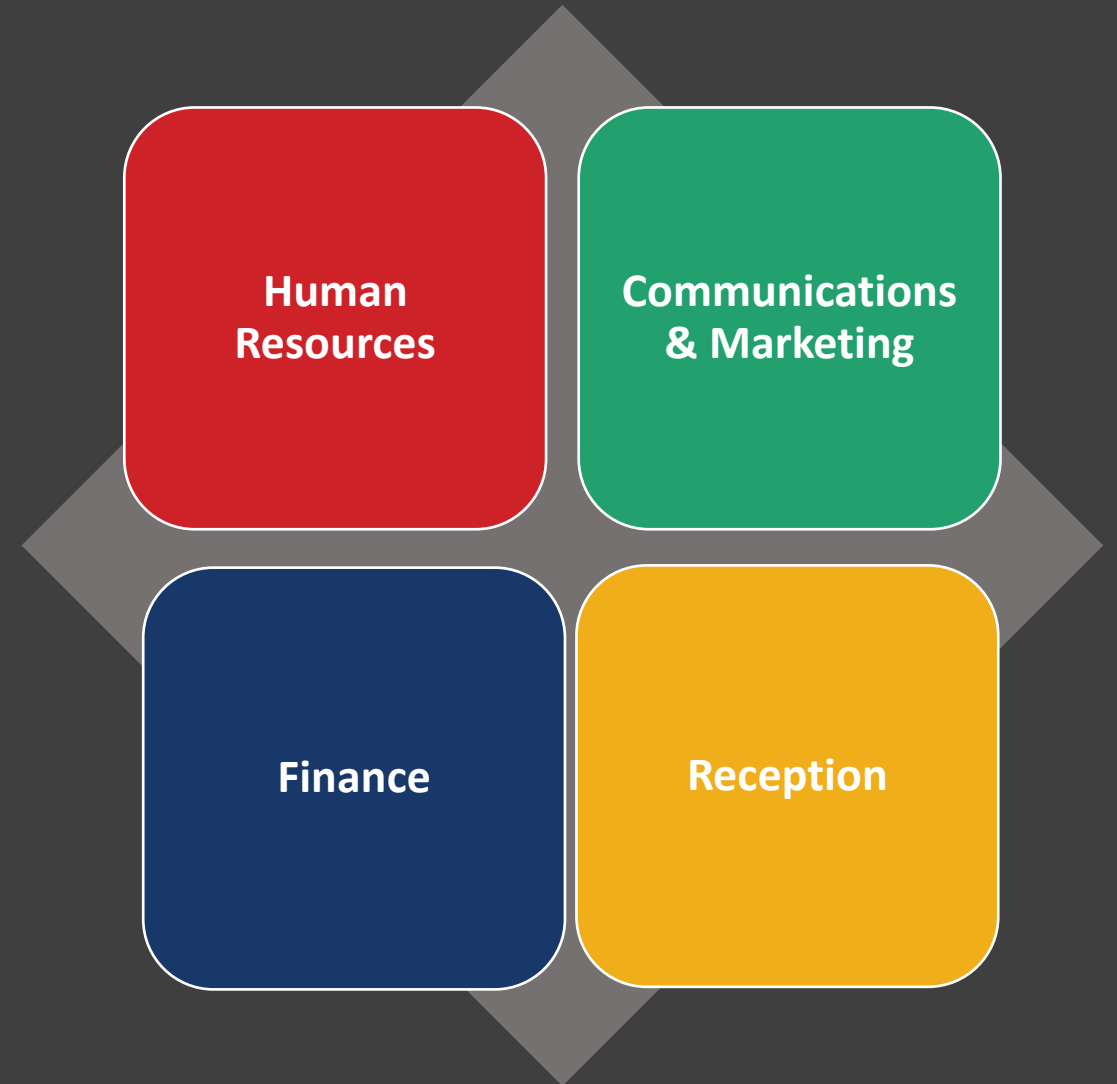 Human
Resources
Communications
& Marketing
Finance
Reception